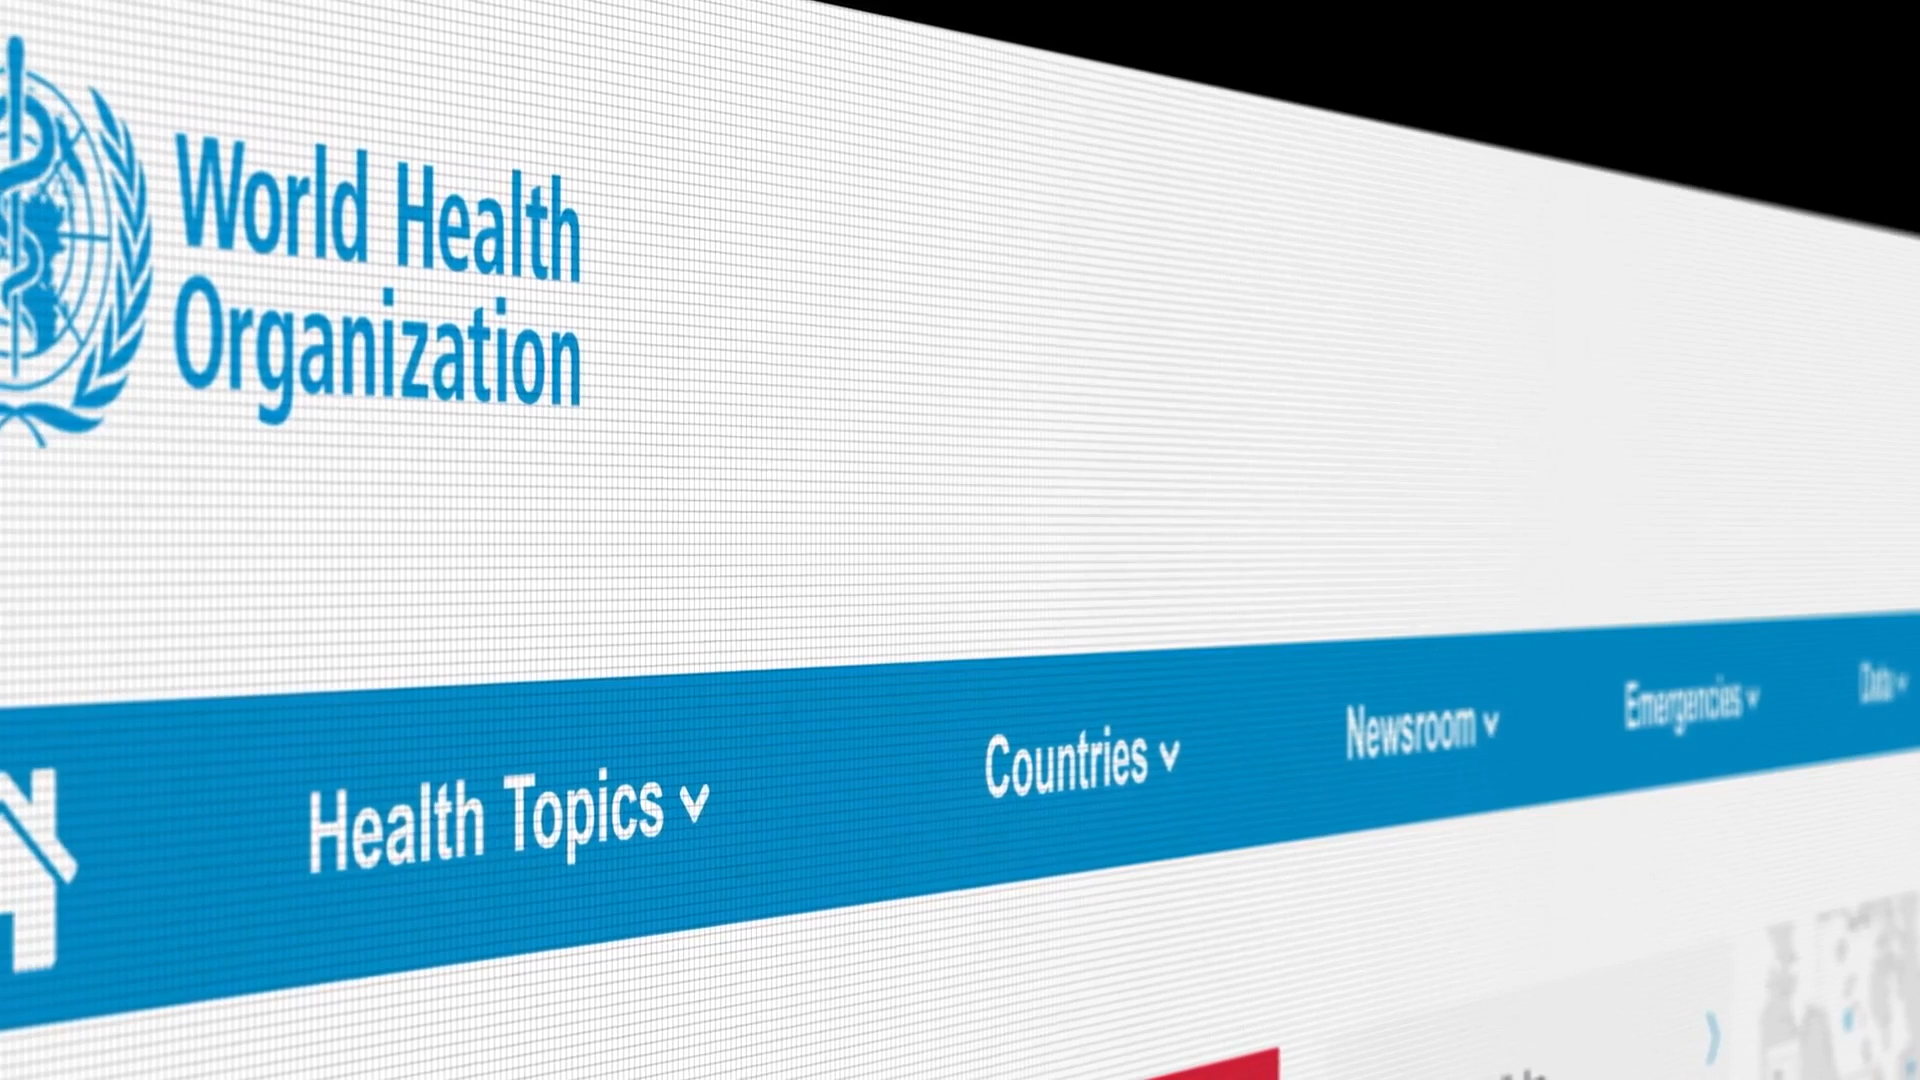 World Health
Organization
Health Topics
Countries
Newsroom
Emergencies
Data